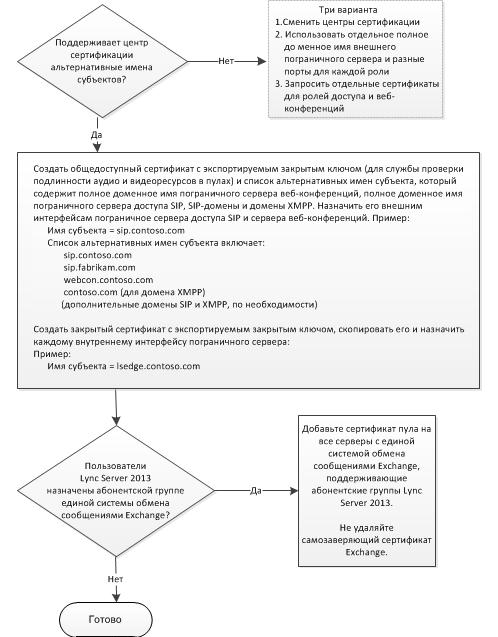 Поддерживает центр
сертификации
альтернативные имена
субъектов?
Нет
Три варианта
1.Сменить центры сертификации
2. Использовать отдельное полное
до менное имя внешнего
пограничного сервера и разные
порты для каждой роли
3. Запросить отдельные сертификаты
для ролей доступа и веб-
конференций
Да
Создать общедоступный сертификат с экспортируемым закрытым ключом (для службы проверки
подлинности аудио и видеоресурсов в пулах) и список альтернативных имен субъекта, который
содержит полное доменное имя пограничного сервера веб-конференций, полное доменное имя
пограничного сервера доступа SIP, SIP-домены и домены XMPP. Назначить его внешним
интерфейсам пограничное сервера доступа SIP и сервера веб-конференций. Пример:
Имя субъекта = sip.contoso.com
Список альтернативных имен субъекта включает:
sip.contoso.com
sip.fabrikam.com
webcon.contoso.com
contoso.com (для домена XMPP)
(дополнительные домены SIP и XMPP, по необходимости)
Создать закрытый сертификат с экспортируемым закрытым ключом, скопировать его и назначить
каждому внутреннему интерфейсу пограничного сервера:
Пример:
Имя субъекта = lsedge.contoso.com
Пользователи
Lync Server 2013
назначены абонентской группе
единой системы обмена
сообщениями Exchange?
Да
Добавьте сертификат пула на
все серверы с единой
системой обмена
сообщениями Exchange,
поддерживающие
абонентские группы Lync
Server 2013.
Не удаляйте
самозаверяющий сертификат
Exchange.
Нет
Готово